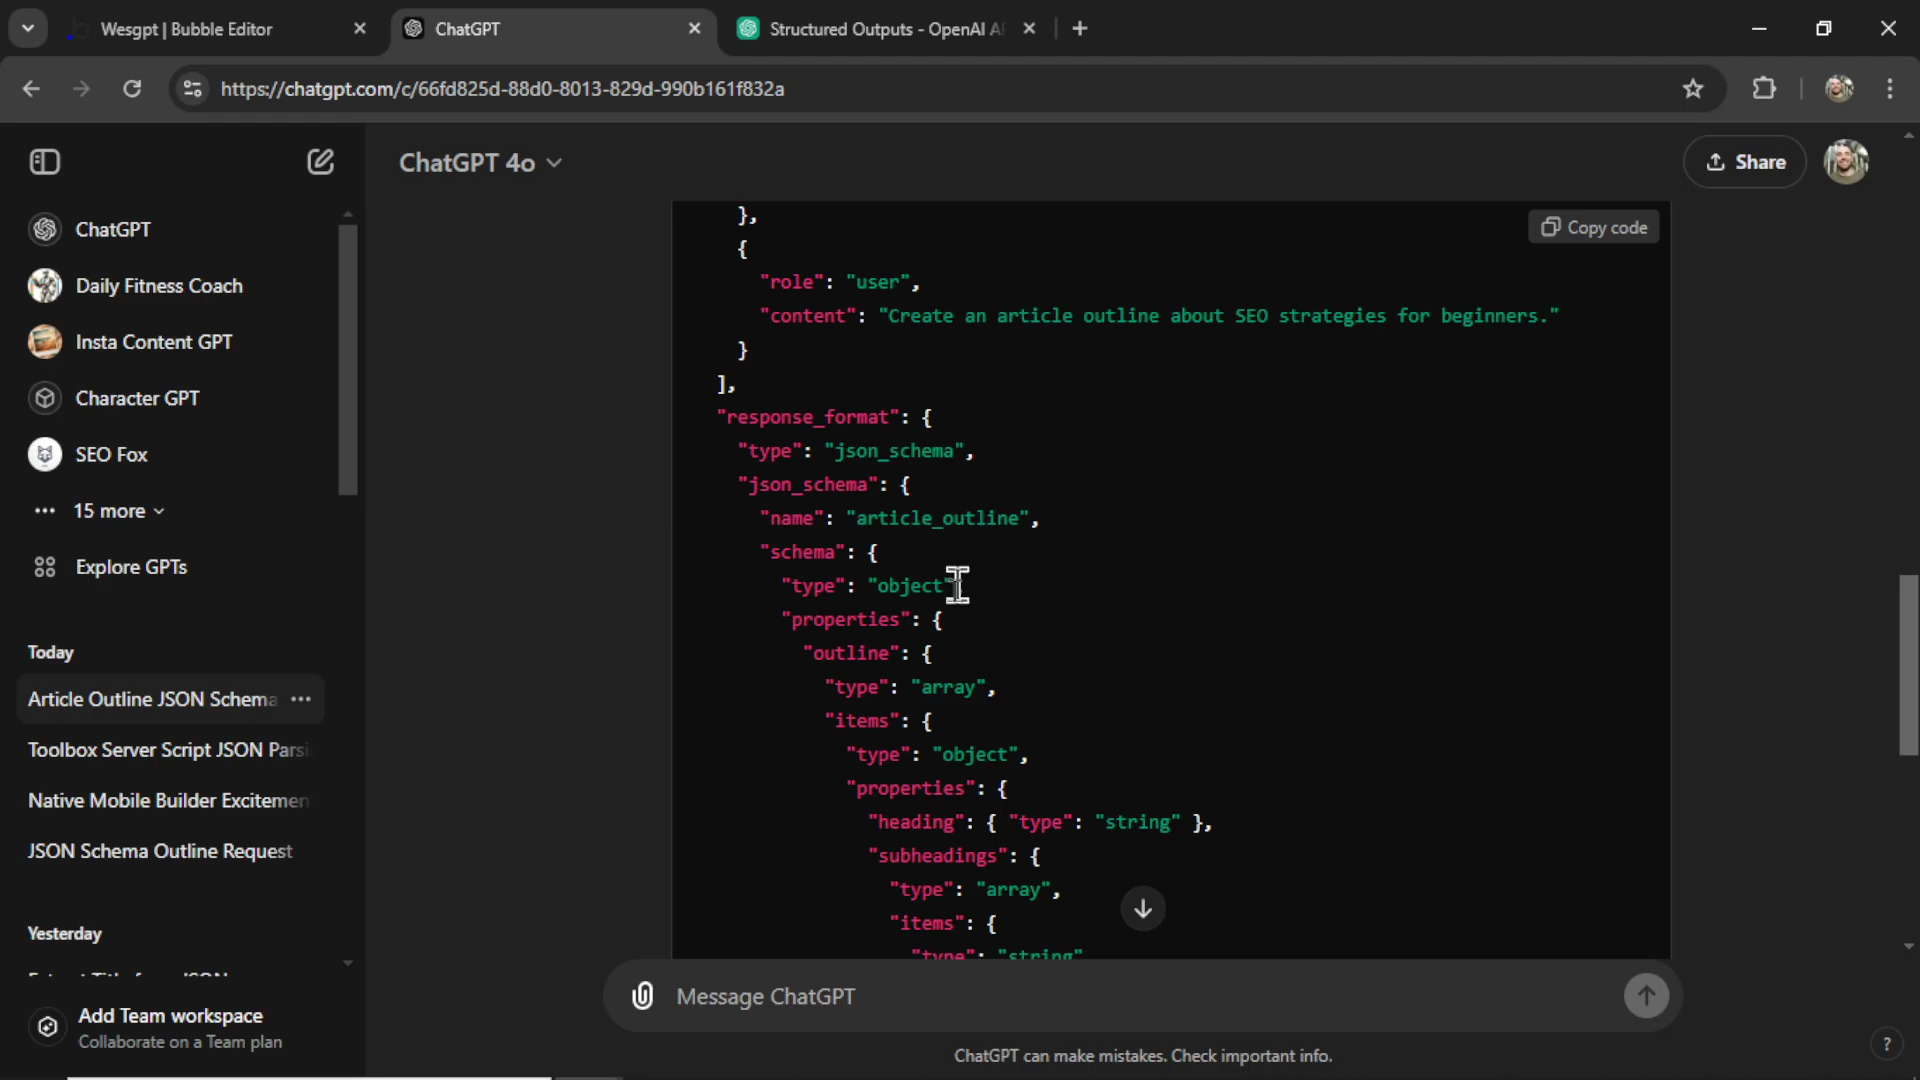 Wesgpt | Bubble Editor
ChatGPT
Structured Outputs - OpenAI A
https://chatgpt.com/c/66fd825d-88d0-8013-829d-990b161f832a
ChatGPT 4o
Share
ChatGPT
Daily Fitness Coach
Insta Content GPT
Character GPT
SEO Fox
15 more
Explore GPTs
Today
Article Outline JSON Schema
Toolbox Server Script JSON Parsi
Native Mobile Builder Excitemen
JSON Schema Outline Request
Yesterday
Add Team workspace
Collaborate on a Team plan
Copy code
},
{
"role": "user",
"content": "Create an article outline about SEO strategies for beginners."
}
],
"response_format": {
"type": "json_schema",
"json_schema": {
"name": "article_outline",
"schema": {
"type": "object"
"properties": {
"outline": {
"type": "array",
"items": {
"type": "object",
"properties": {
"heading": { "type": "string" },
"subheadings": {
"type": "array",
"items": {
"type": "string"
Message ChatGPT
ChatGPT can make mistakes. Check important info.
?